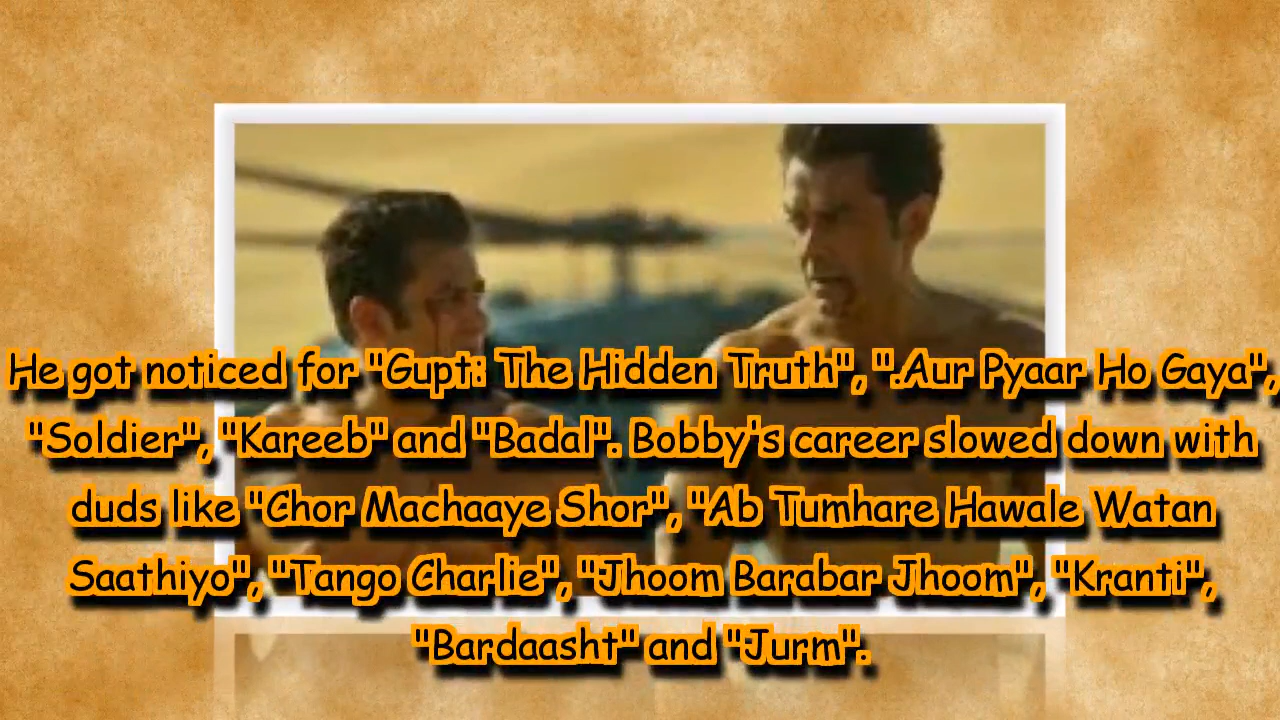 He got noticed for "Gupt: The Hidden Truth", ".Aur Pyaar Ho Gaya",
"Soldier", "Kareeb" and "Badal". Bobby's career slowed down with
duds like "Chor Machaaye Shor", "Ab Tumhare Hawale Watan
Saathiyo", "Tango Charlie", "Jhoom Barabar Jhoom", "Kranti",
"Bardaasht" and "Jurm".